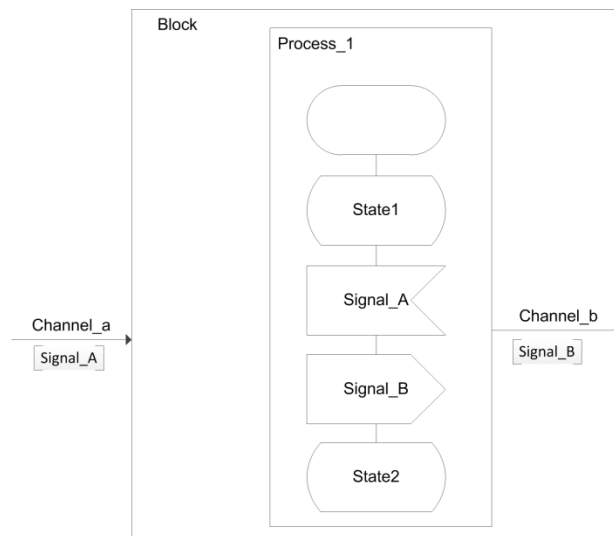 Block
Process_1
State1
Signal_A
Channel_a
[Signal_A]
Channel_b
[Signal_B]
Signal_B
State2